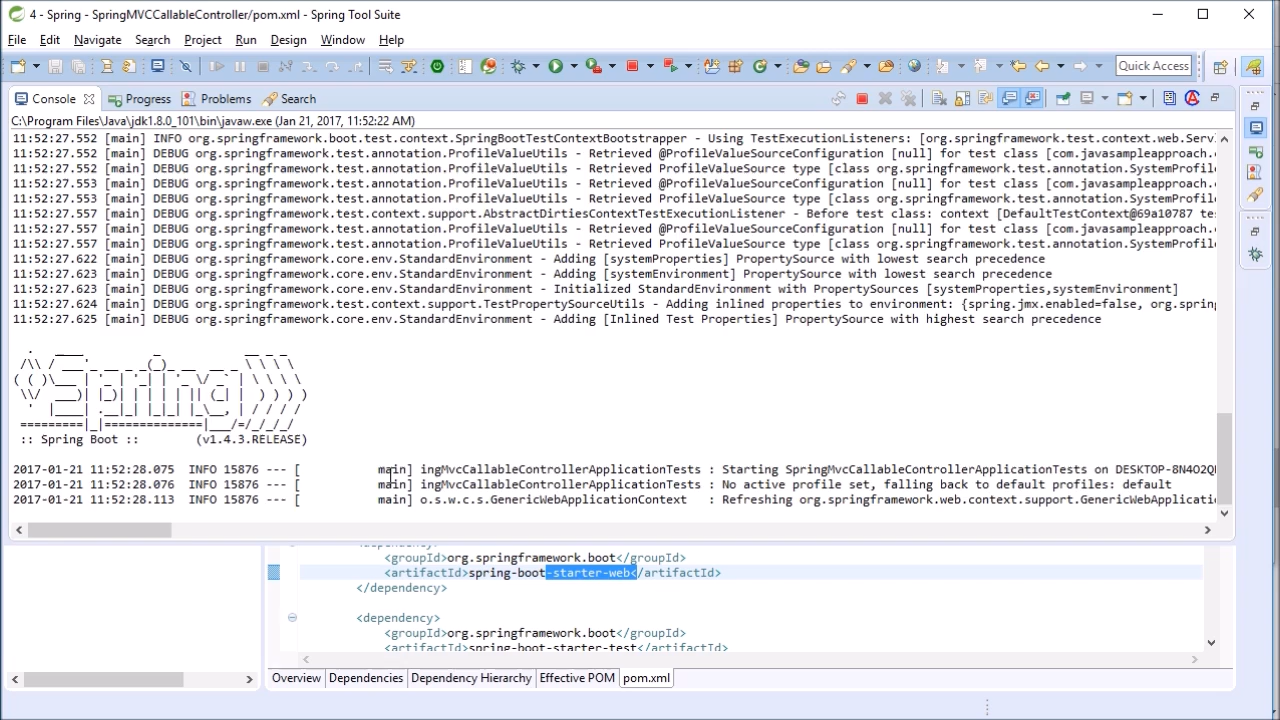 4 - Spring - SpringMVCCallableController/pom.xml - Spring Tool Suite
File Edit Navigate Search Project Run Design Window Help
Quick Access
Console Progress Problems Search
C:\Program Files\Java\jdk1.8.0_101\bin\javaw.exe (Jan 21, 2017, 11:52:22 AM)
11:52:27.552 [main] INFO org.springframework.boot.test.context.SpringBootTestContextBootstrapper - Using TestExecutionListeners: [org.springframework.test.context.web.Serv
11:52:27.552 [main] DEBUG org.springframework.test.annotation.ProfileValueUtils - Retrieved @ProfileValueSourceConfiguration [null] for test class [com.javasampleapproach.
11:52:27.552 [main] DEBUG org.springframework.test.annotation.ProfileValueUtils - Retrieved ProfileValueSource type [class org.springframework.test.annotation.SystemProfile
11:52:27.553 [main] DEBUG org.springframework.test.annotation.ProfileValueUtils - Retrieved @ProfileValueSourceConfiguration [null] for test class [com.javasampleapproach.
11:52:27.553 [main] DEBUG org.springframework.test.annotation.ProfileValueUtils - Retrieved ProfileValueSource type [class org.springframework.test.annotation.SystemProfile
11:52:27.557 [main] DEBUG org.springframework.test.context.support.AbstractDirtiesContextTestExecutionListener - Before test class: context [DefaultTestContext@69a10787 tes
11:52:27.557 [main] DEBUG org.springframework.test.annotation.ProfileValueUtils - Retrieved @ProfileValueSourceConfiguration [null] for test class [com.javasampleapproach.
11:52:27.557 [main] DEBUG org.springframework.test.annotation.ProfileValueUtils - Retrieved ProfileValueSource type [class org.springframework.test.annotation.SystemProfile
11:52:27.622 [main] DEBUG org.springframework.core.env.StandardEnvironment - Adding [systemProperties] PropertySource with lowest search precedence
11:52:27.623 [main] DEBUG org.springframework.core.env.StandardEnvironment - Adding [systemEnvironment] PropertySource with lowest search precedence
11:52:27.623 [main] DEBUG org.springframework.core.env.StandardEnvironment - Initialized StandardEnvironment with PropertySources [systemProperties,systemEnvironment]
11:52:27.624 [main] DEBUG org.springframework.test.context.support.TestPropertySourceUtils - Adding inlined properties to environment: {spring.jmx.enabled=false, org.spring
11:52:27.625 [main] DEBUG org.springframework.core.env.StandardEnvironment - Adding [Inlined Test Properties] PropertySource with highest search precedence
Spring
:: Spring Boot :: (v1.4.3.RELEASE)
2017-01-21 11:52:28.075 INFO 15876 --- [ main] ingMvcCallableControllerApplicationTests : Starting SpringMvcCallableControllerApplicationTests on DESKTOP-8N4O2Q
2017-01-21 11:52:28.076 INFO 15876 --- [ main] ingMvcCallableControllerApplicationTests : No active profile set, falling back to default profiles: default
2017-01-21 11:52:28.113 INFO 15876 --- [ main] o.s.w.c.s.GenericWebApplicationContext : Refreshing org.springframework.web.context.support.GenericWebApplicatio
<dependency>
<groupId>org.springframework.boot</groupId>
<artifactId>spring-boot-starter-web</artifactId>
</dependency>
<dependency>
<groupId>org.springframework.boot</groupId>
<artifactId>spring-boot-starter-test</artifactId>
Overview Dependencies Dependency Hierarchy Effective POM pom.xml